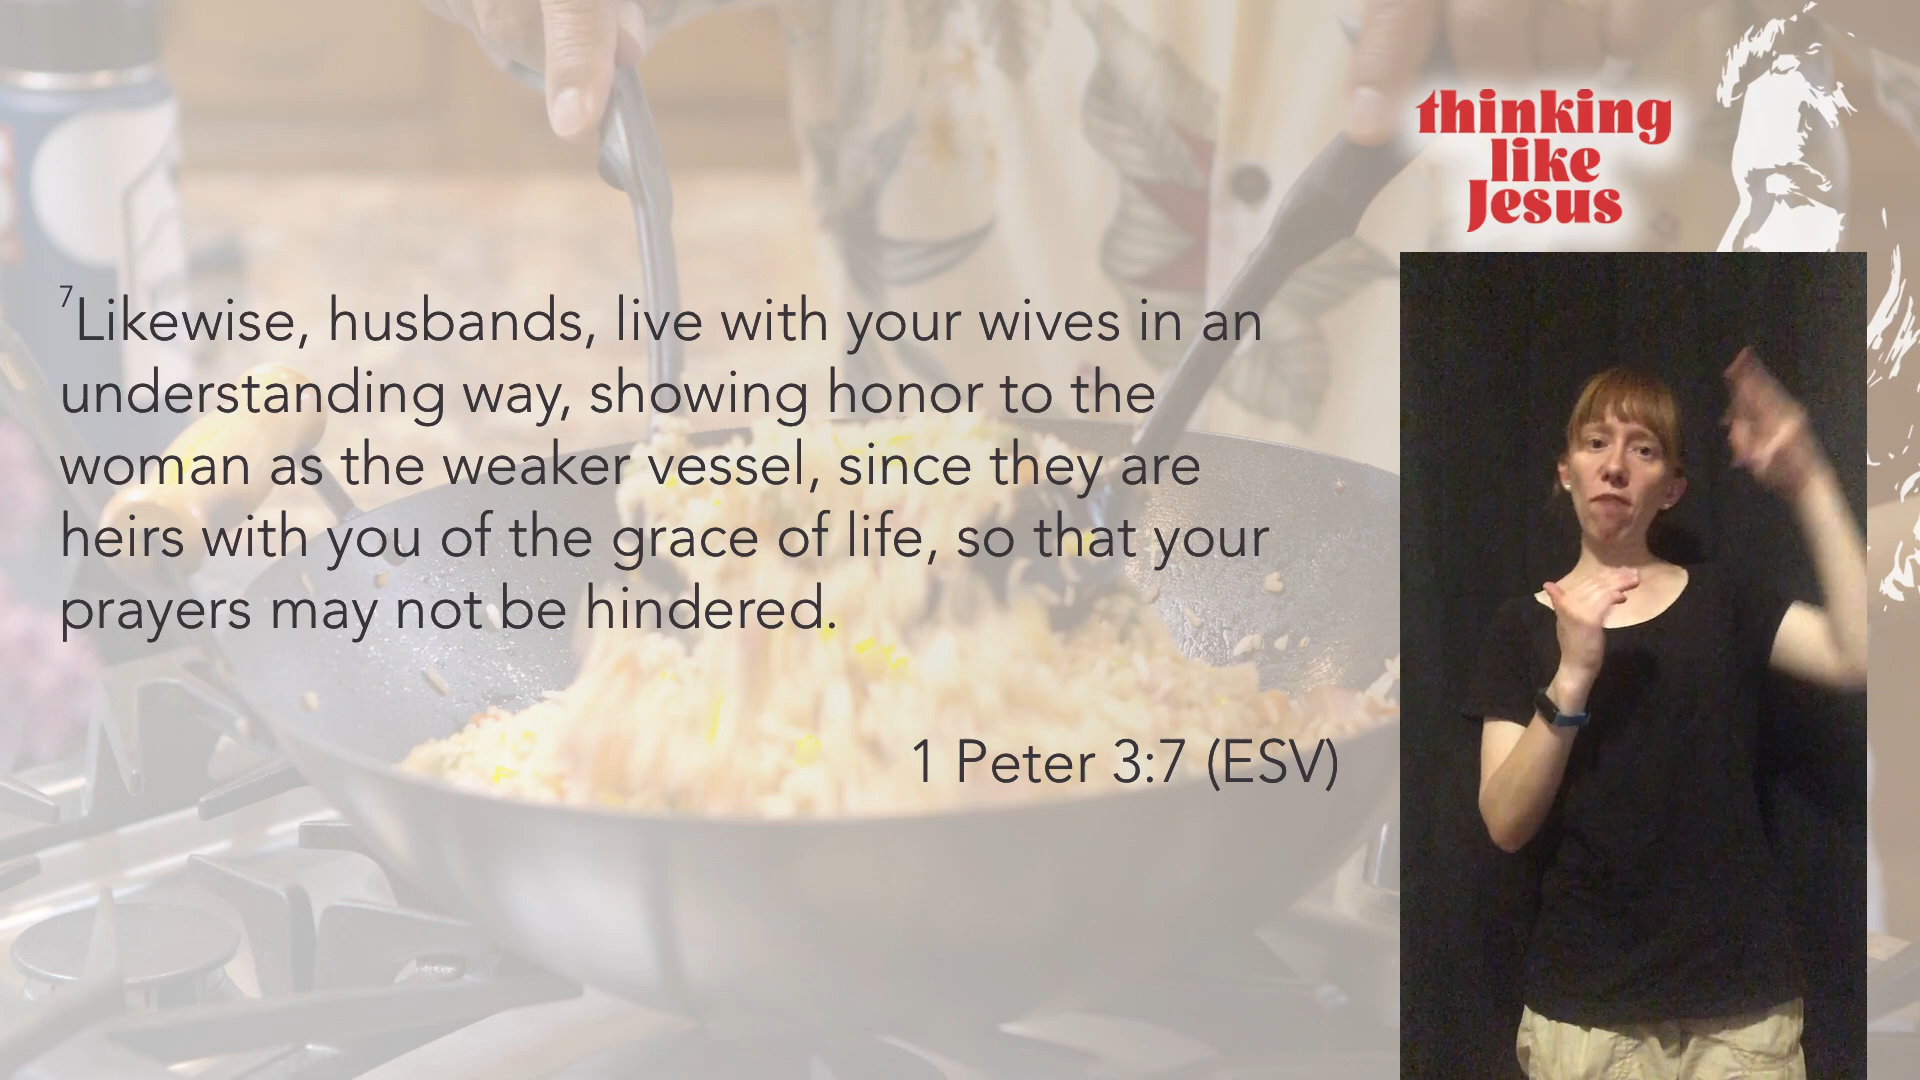 thinking
like
Jesus
7Likewise, husbands, live with your wives in an
understanding way, showing honor to the
woman as the weaker vessel, since they are
heirs with you of the grace of life, so that your
prayers may not be hindered.
1 Peter 3:7 (ESV)